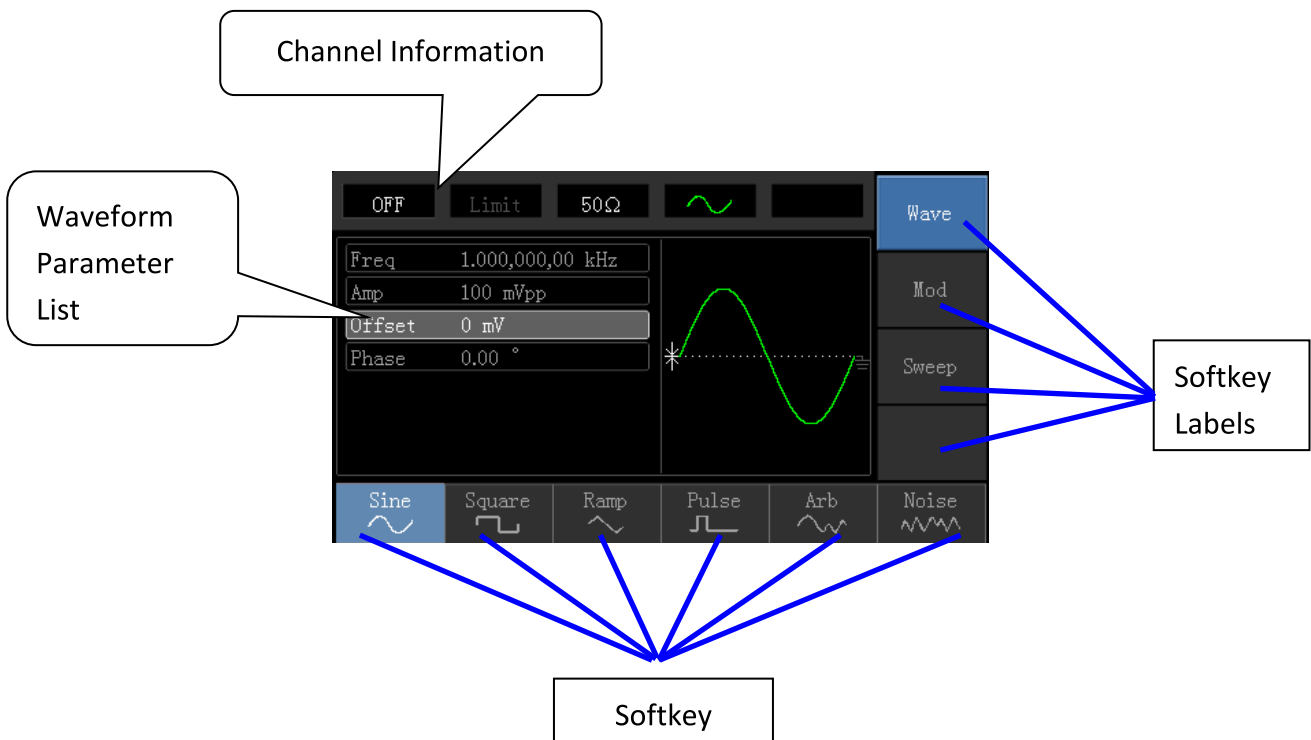 Channel Information
Waveform
Parameter
List
OFF Limit 50Ω
Freq 1.000,000,00 kHz
Amp 100 mVpp
Offset 0 mV
Phase 0.00 °
Wave
Mod
Sweep
Softkey
Labels
Sine Square Ramp Pulse Arb Noise
Softkey